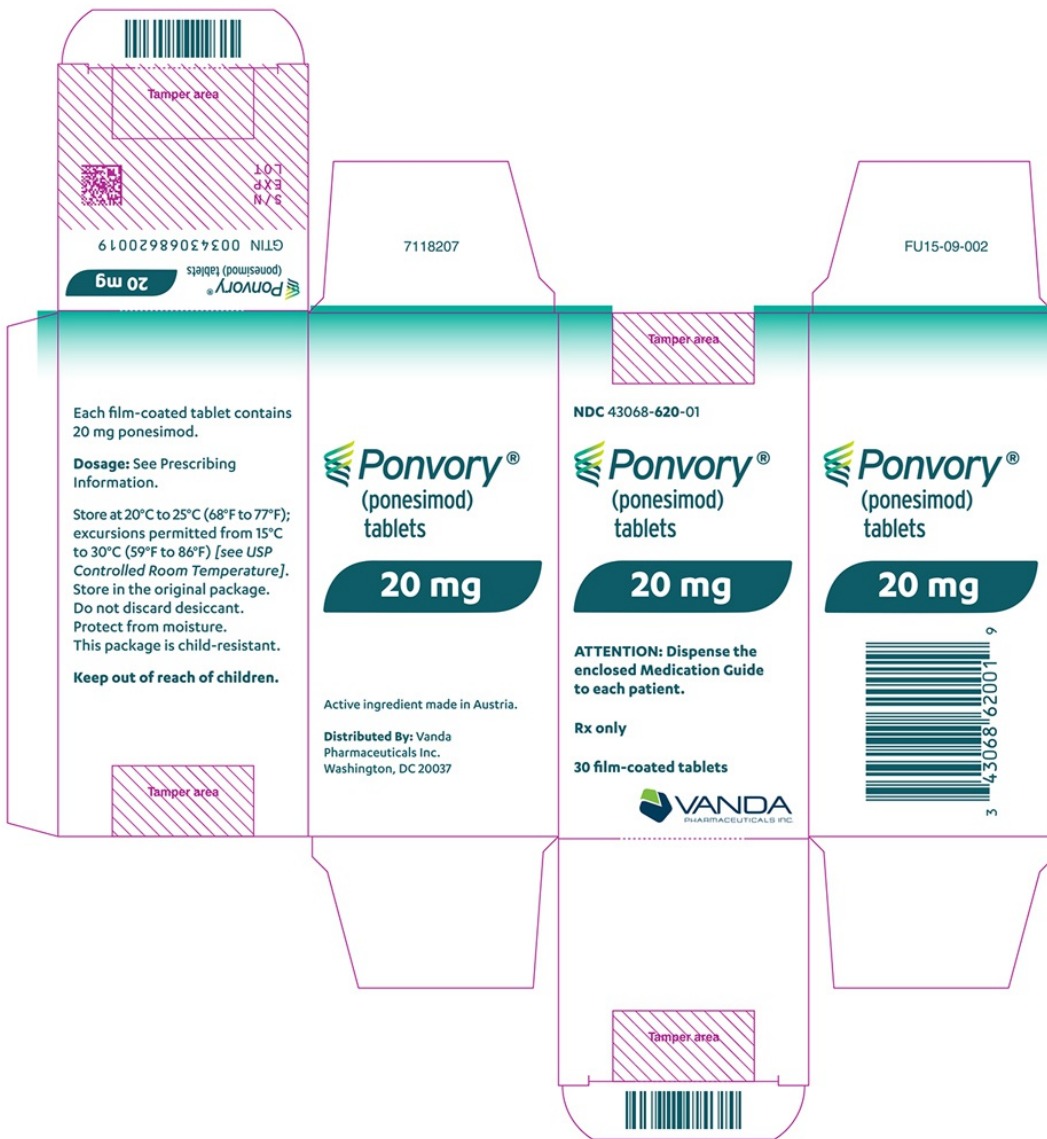 Tamper area
LOT
EXP
S/N
GTIN 00343068620019
Ponvory®
(ponesimod) tablets
20 mg
7118207
FU15-09-002
Each film-coated tablet contains
20 mg ponesimod.
Dosage: See Prescribing
Information.
Store at 20°C to 25°C (68°F to 77°F);
excursions permitted from 15°C
to 30°C (59°F to 86°F) [see USP
Controlled Room Temperature].
Store in the original package.
Do not discard desiccant.
Protect from moisture.
This package is child-resistant.
Keep out of reach of children.
Tamper area
Ponvory®
(ponesimod)
tablets
20 mg
Active ingredient made in Austria.
Distributed By: Vanda
Pharmaceuticals Inc.
Washington, DC 20037
Tamper area
NDC 43068-620-01
Ponvory®
(ponesimod)
tablets
20 mg
ATTENTION: Dispense the
enclosed Medication Guide
to each patient.
Rx only
30 film-coated tablets
VANDA
PHARMACEUTICALS INC.
Tamper area
Ponvory®
(ponesimod)
tablets
20 mg
3 43068 62001 9